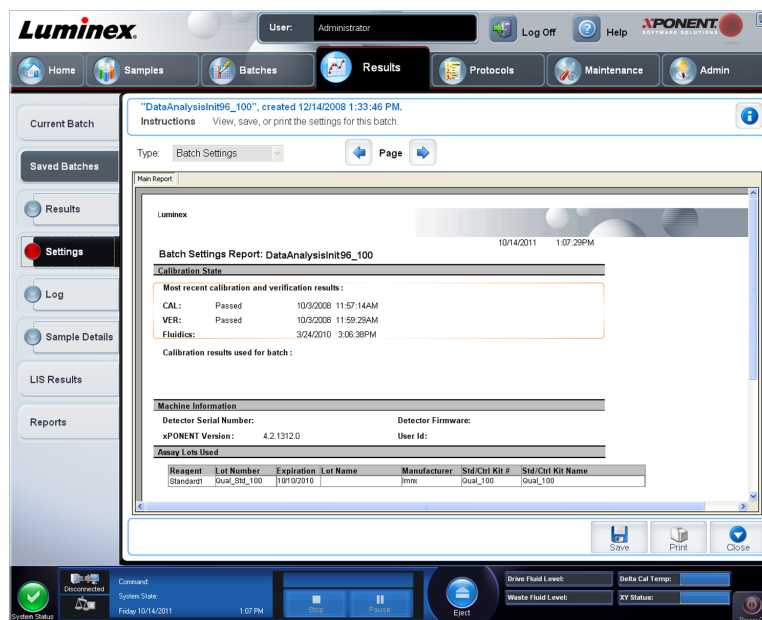 Luminex.
User: Administrator
Log Off
Help
XPONENT.
SOFTWARE SOLUTIONS
Home
Samples
Batches
Results
Protocols
Maintenance
Admin
Current Batch
Saved Batches
Results
Settings
Log
Sample Details
LIS Results
Reports
"DataAnalysisInit96_100", created 12/14/2008 1:33:46 PM.
Instructions View, save, or print the settings for this batch.
Type: Batch Settings
Page
Main Report
Luminex
10/14/2011 1:07:29PM
Batch Settings Report: DataAnalysisInit96_100
Calibration State
Most recent calibration and verification results:
CAL: Passed 10/3/2008 11:57:14AM
VER: Passed 10/3/2008 11:59:29AM
Fluidics: 3/24/2010 3:06:38PM
Calibration results used for batch:
Machine Information
Detector Serial Number: Detector Firmware:
xPONENT Version: 4.2.1312.0 User Id:
Assay Lots Used
Reagent Lot Number Expiration Lot Name Manufacturer Std/Ctrl Kit # Std/Ctrl Kit Name
Standard1 Qual_Std_100 10/10/2010 lmnx Qual_100 Qual_100
Save
Print
Close
System Status
Disconnected
Command:
System State:
Friday 10/14/2011 1:07 PM
Stop
Pause
Eject
Drive Fluid Level:
Waste Fluid Level:
Delta Cal Temp:
XY Status: